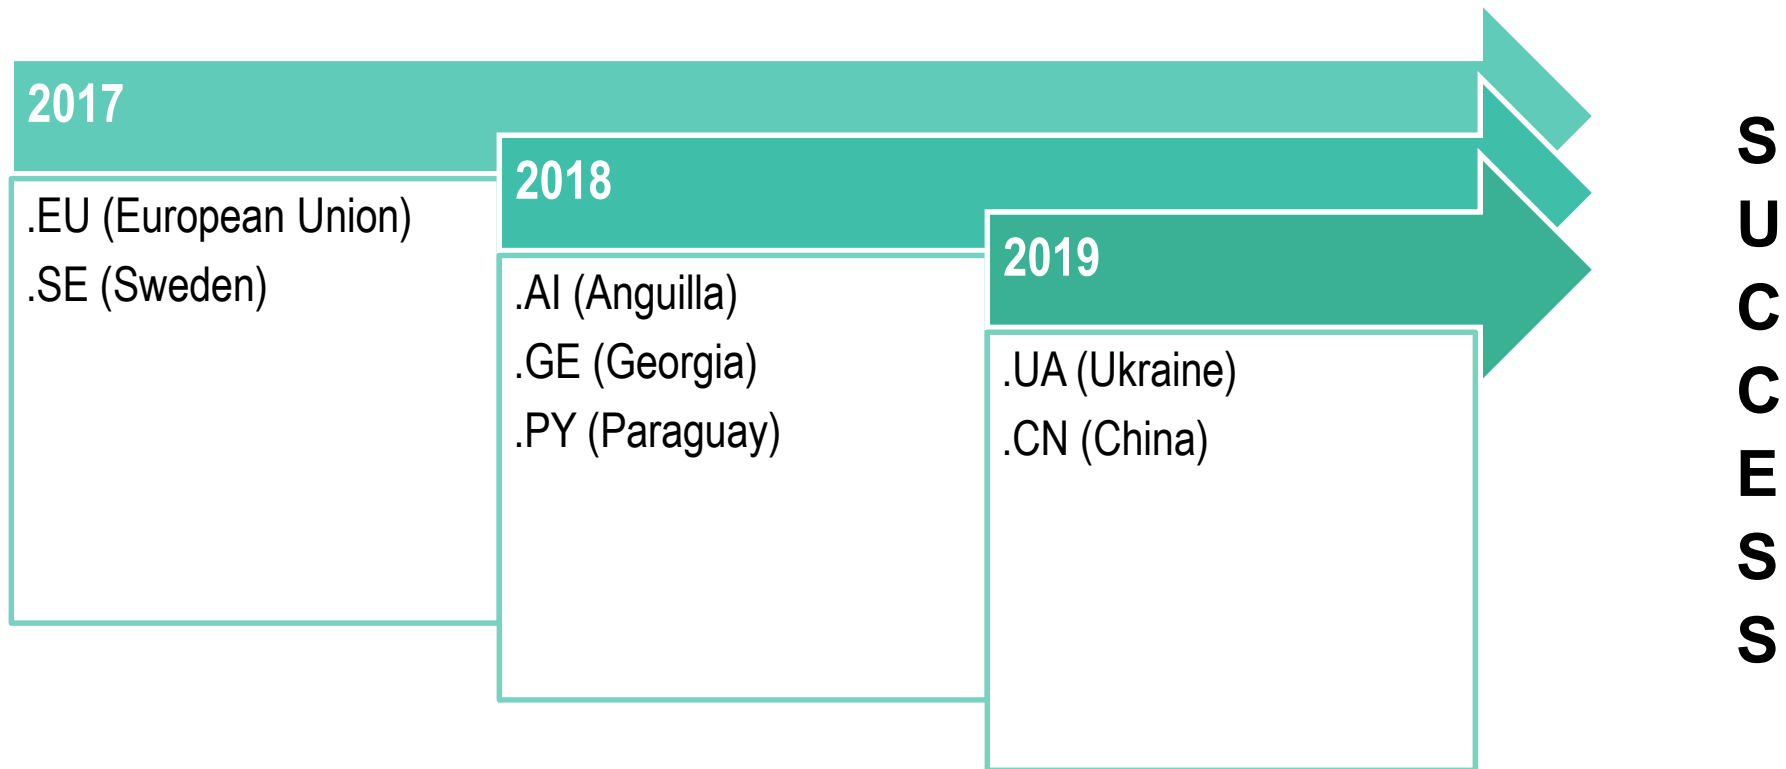 2017
.EU (European Union)
.SE (Sweden)
2018
.AI (Anguilla)
.GE (Georgia)
.PY (Paraguay)
2019
.UA (Ukraine)
.CN (China)
S
U
C
C
E
S
S